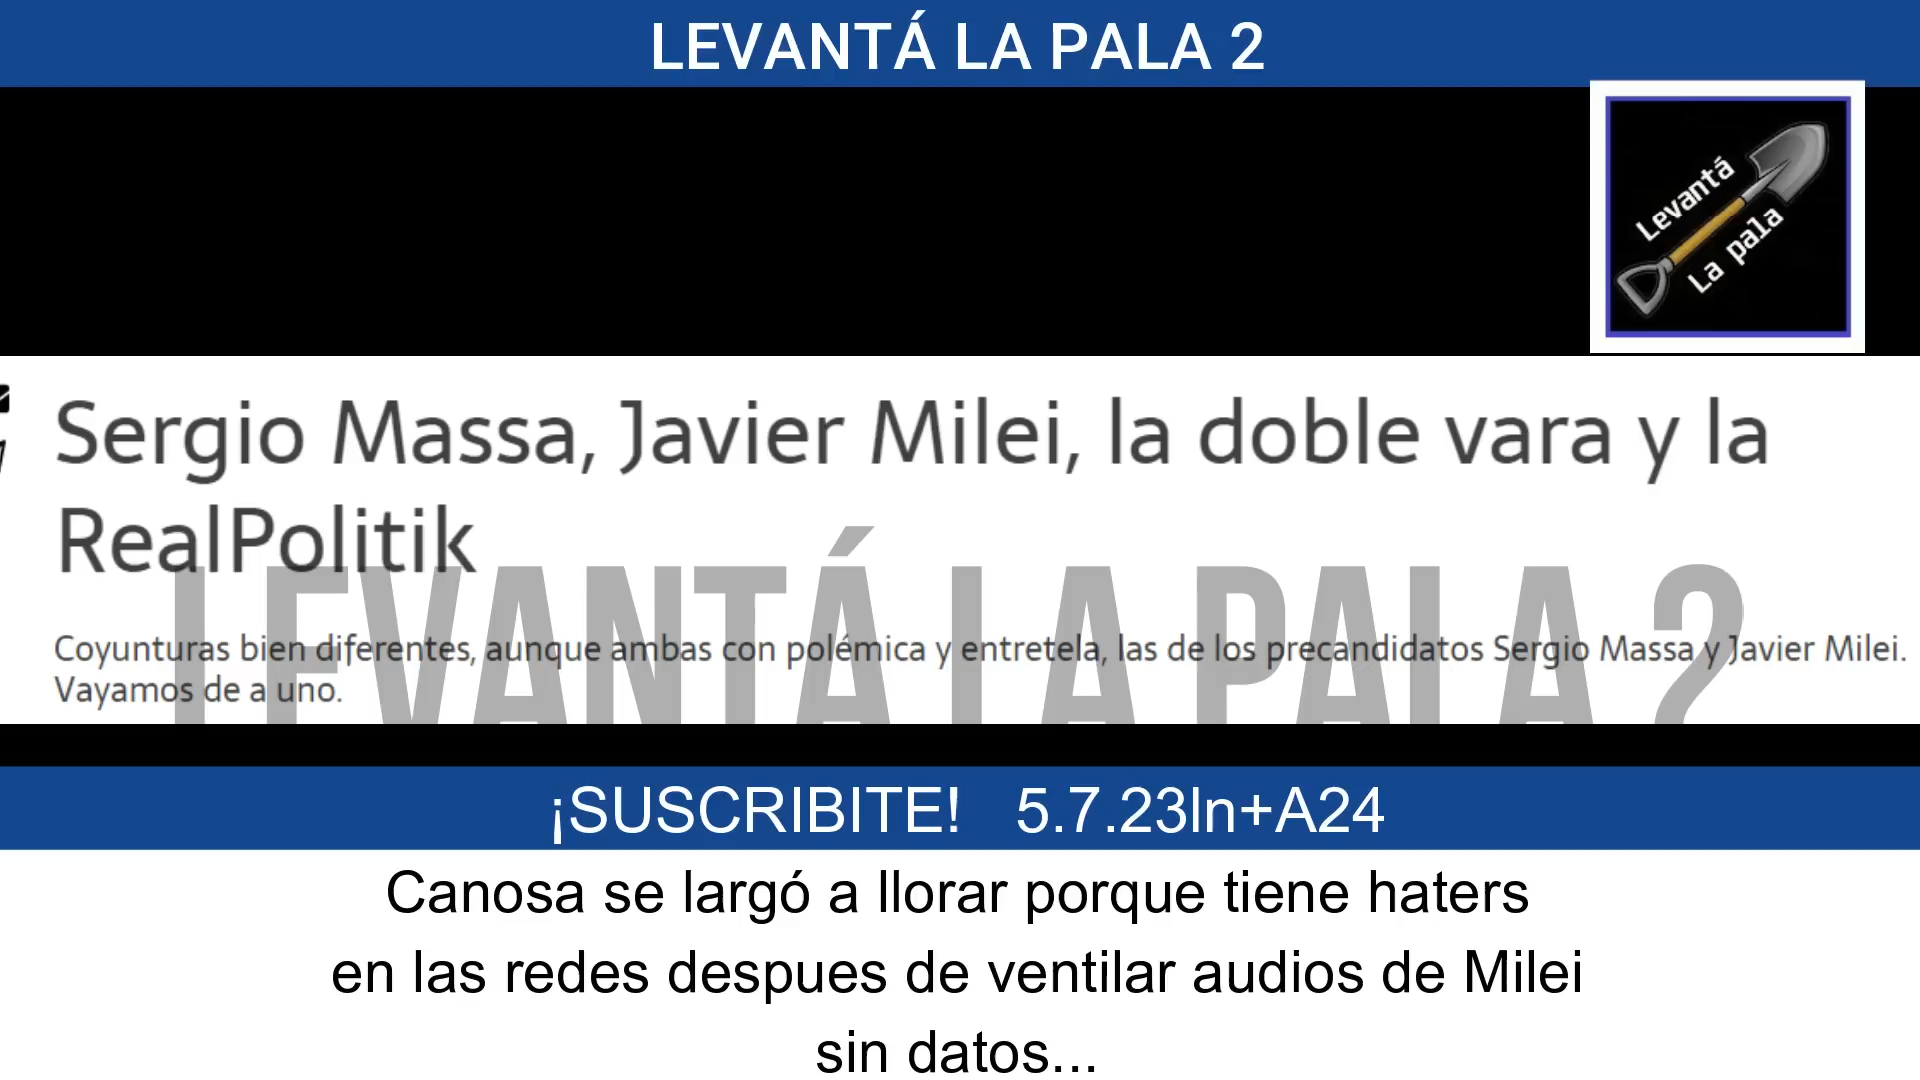 LEVANTÁ LA PALA 2
Levantá
La pala
Sergio Massa, Javier Milei, la doble vara y la
RealPolitik
LEVANTÁ LA PALA 2
Coyunturas bien diferentes, aunque ambas con polémica y entretela, las de los precandidatos Sergio Massa y Javier Milei.
Vayamos de a uno.
¡SUSCRIBITE! 5.7.23ln+A24
Canosa se largó a llorar porque tiene haters
en las redes despues de ventilar audios de Milei
sin datos...